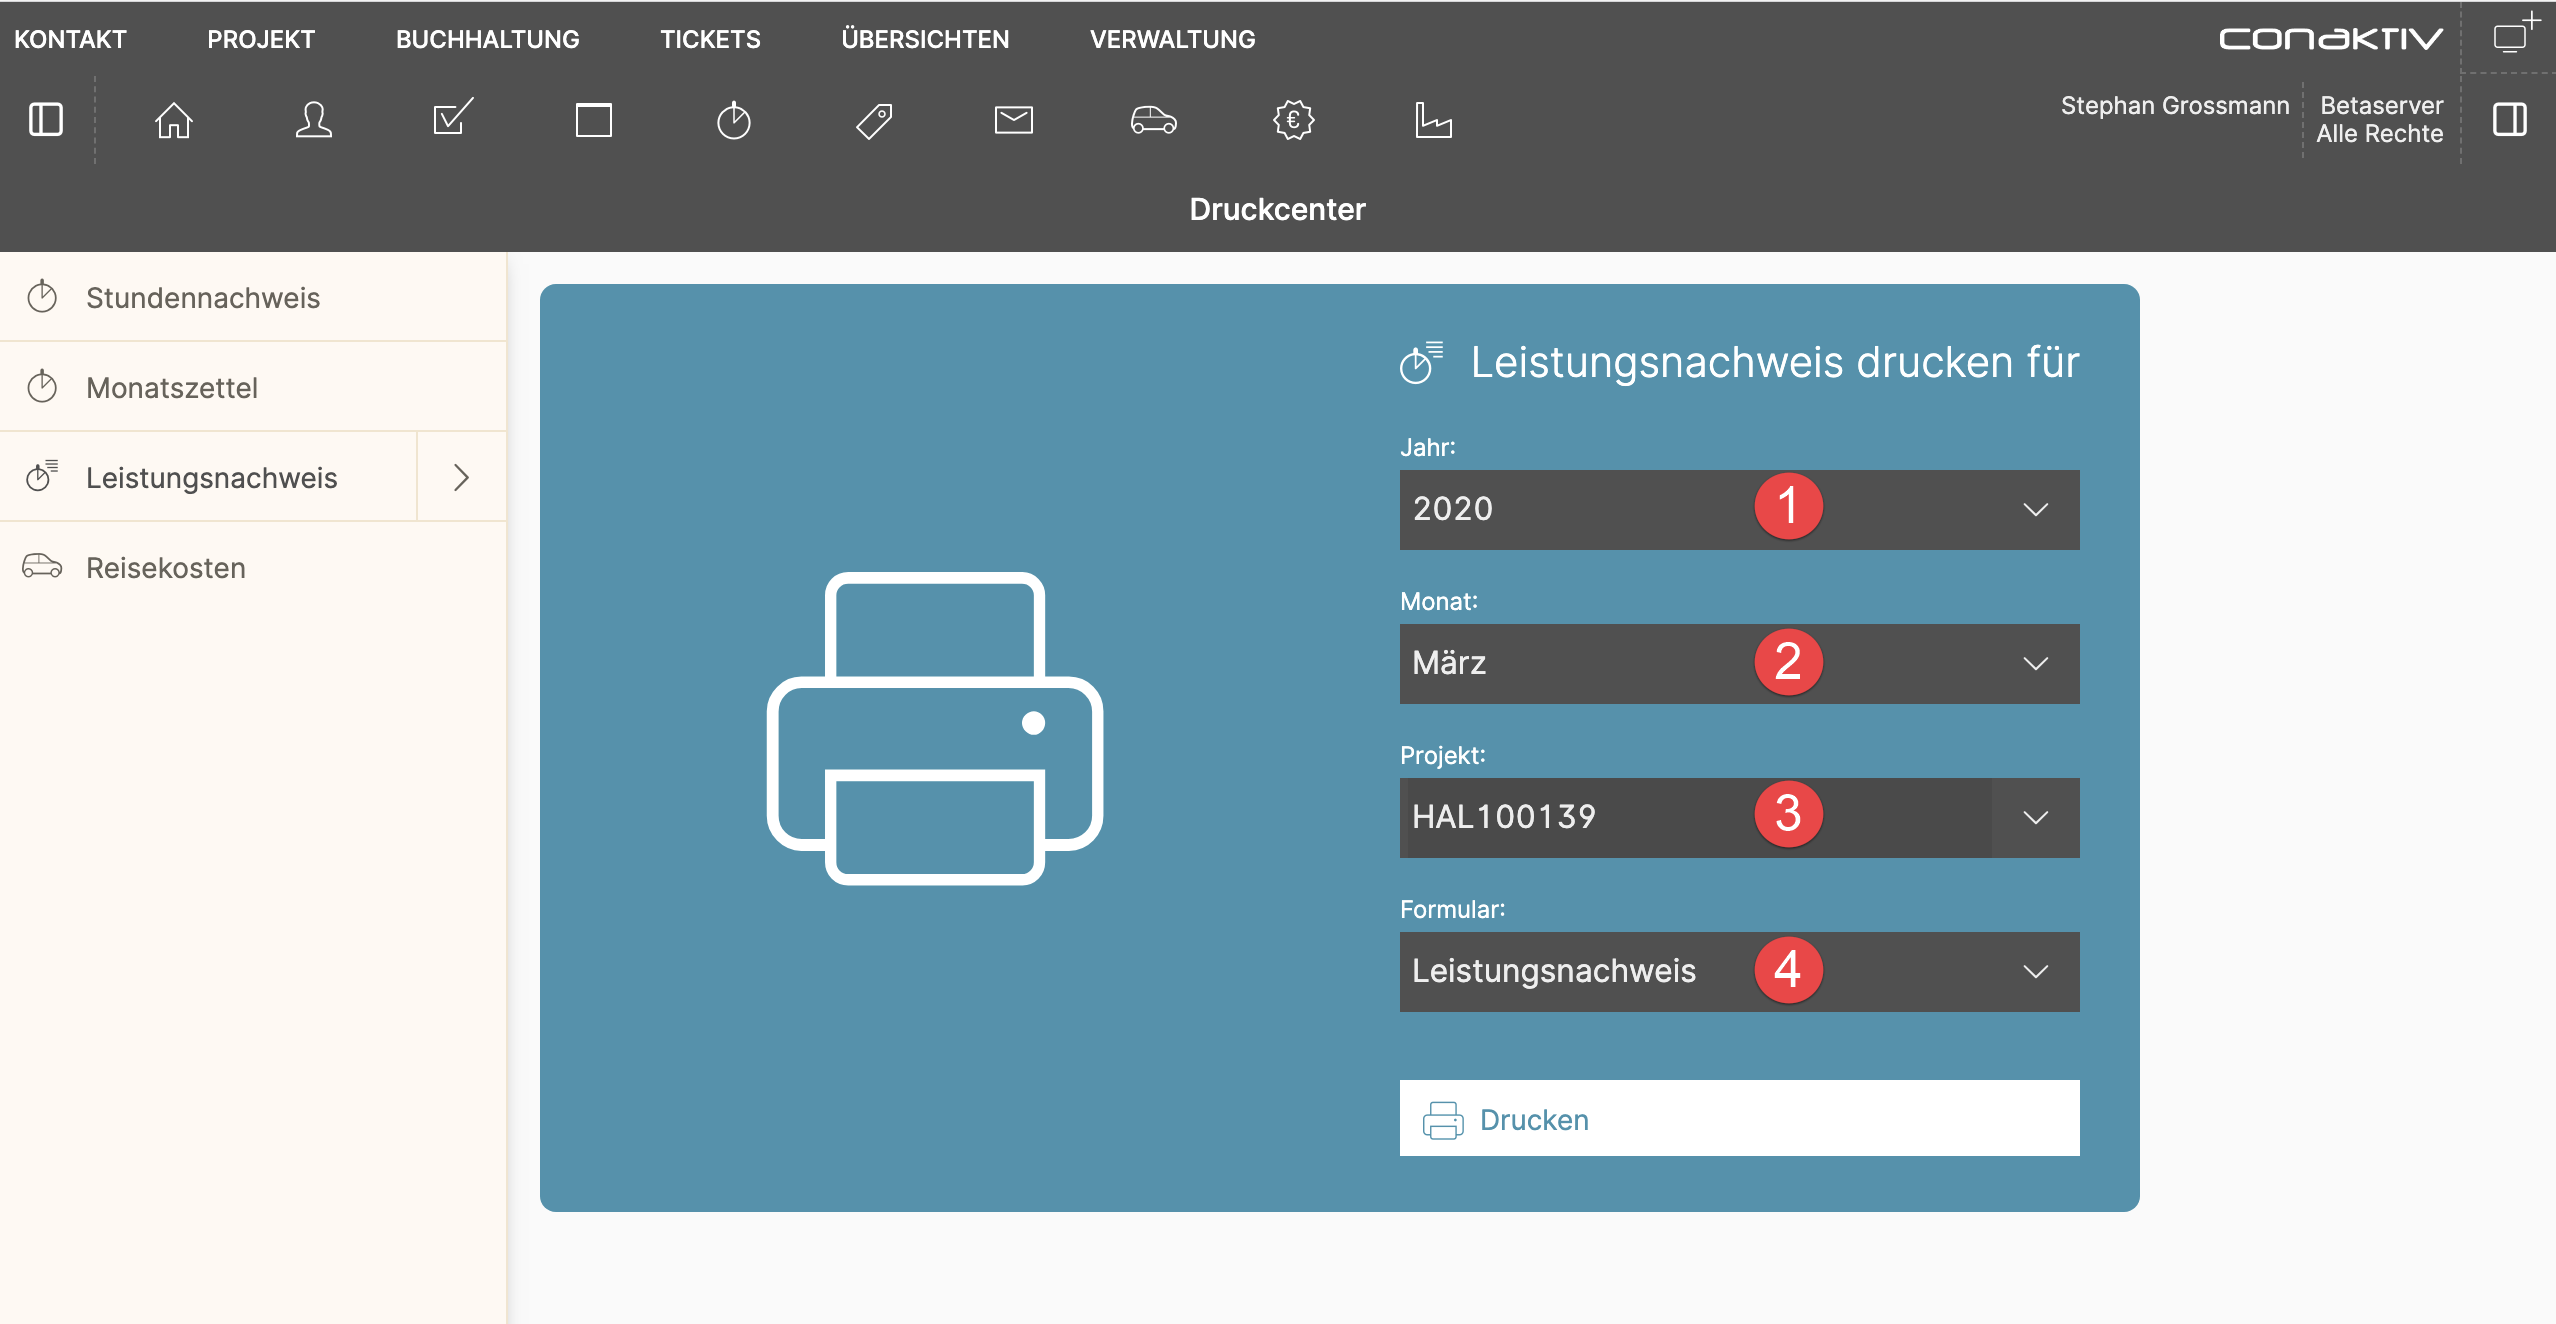 KONTAKT PROJEKT BUCHHALTUNG TICKETS ÜBERSICHTEN VERWALTUNG conaktiv
Stephan Grossmann Betaserver
Alle Rechte
Druckcenter
Stundennachweis
Monatszettel
Leistungsnachweis
Reisekosten
Leistungsnachweis drucken für
Jahr:
2020 1
Monat:
März 2
Projekt:
HAL100139 3
Formular:
Leistungsnachweis 4
Drucken